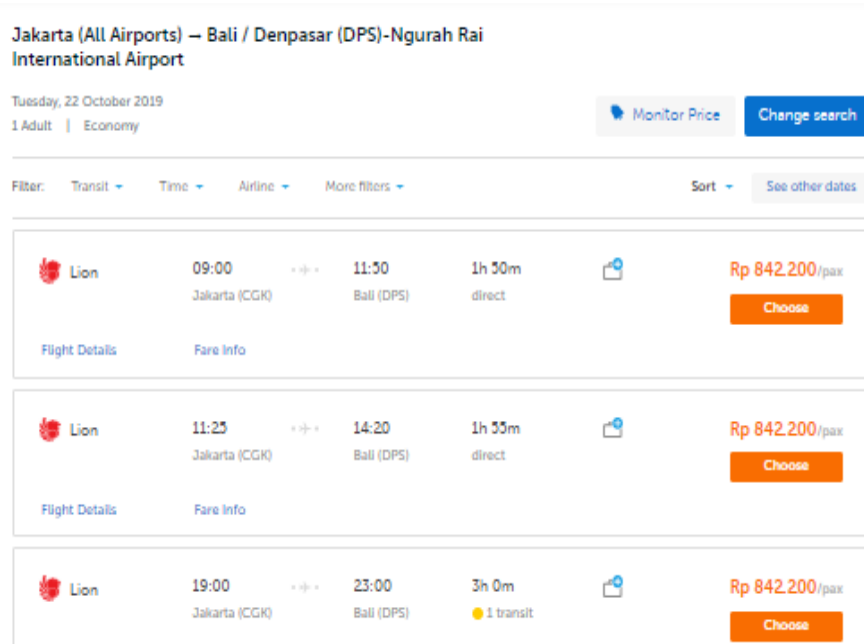 Jakarta (All Airports) — Bali / Denpasar (DPS)-Ngurah Rai
International Airport
Tuesday, 22 October 2019
1 Adult | Economy
Monitor Price
Change search
Filter: Transit Time Airline More filters Sort See other dates
Lion 09:00 11:50 1h 50m Rp 842.200/pax
Jakarta (CGK) Bali (DPS) direct Choose
Flight Details Fare Info
Lion 11:25 14:20 1h 55m Rp 842.200/pax
Jakarta (CGK) Bali (DPS) direct Choose
Flight Details Fare Info
Lion 19:00 23:00 3h 0m Rp 842.200/pax
Jakarta (CGK) Bali (DPS) 1 transit Choose